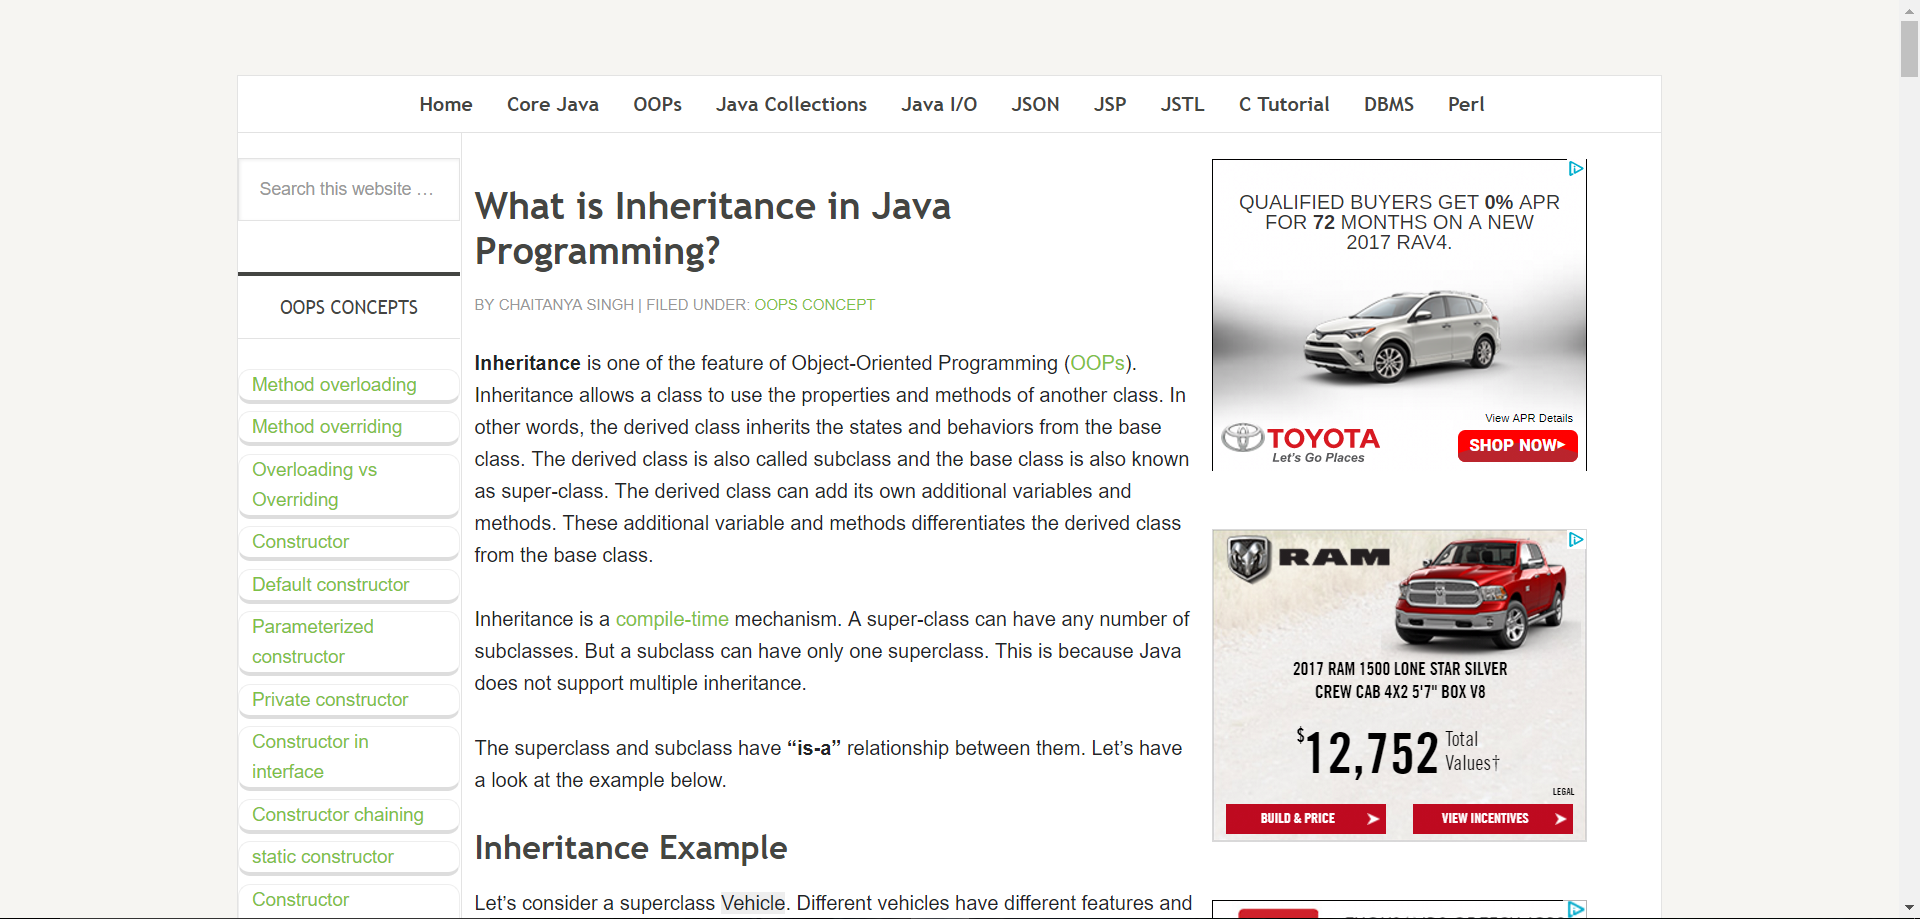 Home Core Java OOPs Java Collections Java I/O JSON JSP JSTL C Tutorial DBMS Perl
Search this website …
OOPS CONCEPTS
Method overloading
Method overriding
Overloading vs
Overriding
Constructor
Default constructor
Parameterized
constructor
Private constructor
Constructor in
interface
Constructor chaining
static constructor
Constructor
What is Inheritance in Java
Programming?
BY CHAITANYA SINGH | FILED UNDER: OOPS CONCEPT
Inheritance is one of the feature of Object-Oriented Programming (OOPs).
Inheritance allows a class to use the properties and methods of another class. In
other words, the derived class inherits the states and behaviors from the base
class. The derived class is also called subclass and the base class is also known
as super-class. The derived class can add its own additional variables and
methods. These additional variable and methods differentiates the derived class
from the base class.
Inheritance is a compile-time mechanism. A super-class can have any number of
subclasses. But a subclass can have only one superclass. This is because Java
does not support multiple inheritance.
The superclass and subclass have “is-a” relationship between them. Let’s have
a look at the example below.
Inheritance Example
Let’s consider a superclass Vehicle. Different vehicles have different features and
QUALIFIED BUYERS GET 0% APR
FOR 72 MONTHS ON A NEW
2017 RAV4.
View APR Details
TOYOTA
Let's Go Places
SHOP NOW
RAM
2017 RAM 1500 LONE STAR SILVER
CREW CAB 4X2 5'7" BOX V8
$12,752 Total
Values†
LEGAL
BUILD & PRICE
VIEW INCENTIVES